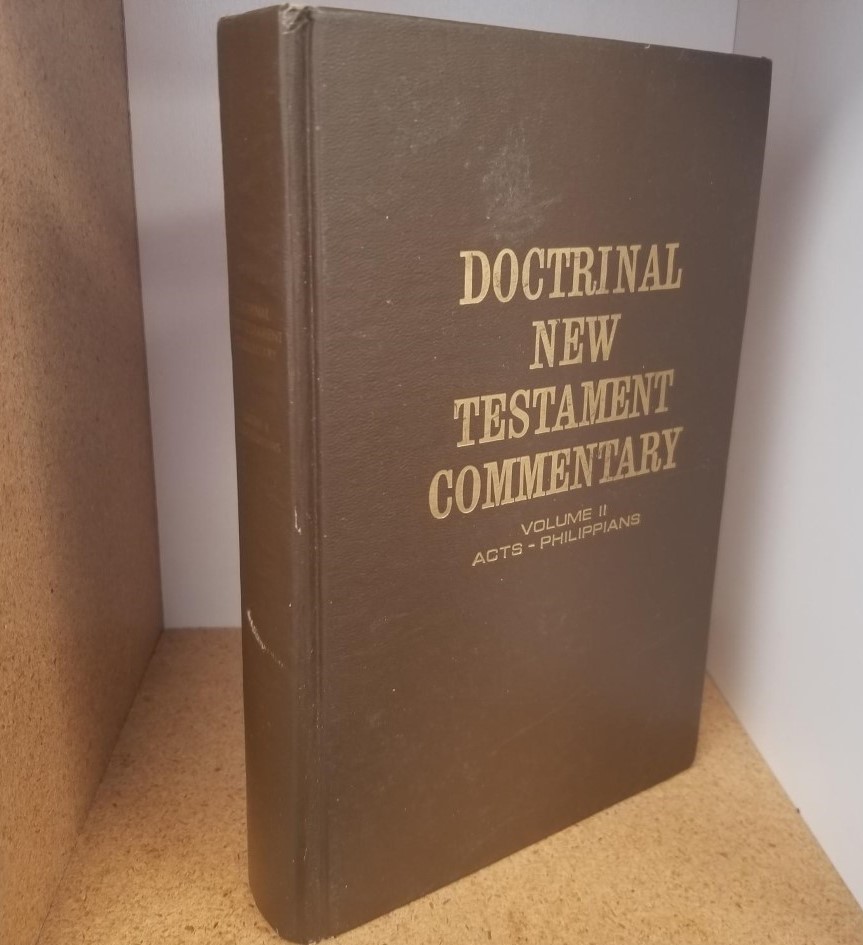 DOCTRINAL
NEW
TESTAMENT
COMMENTARY
VOLUME II
ACTS - PHILIPPIANS